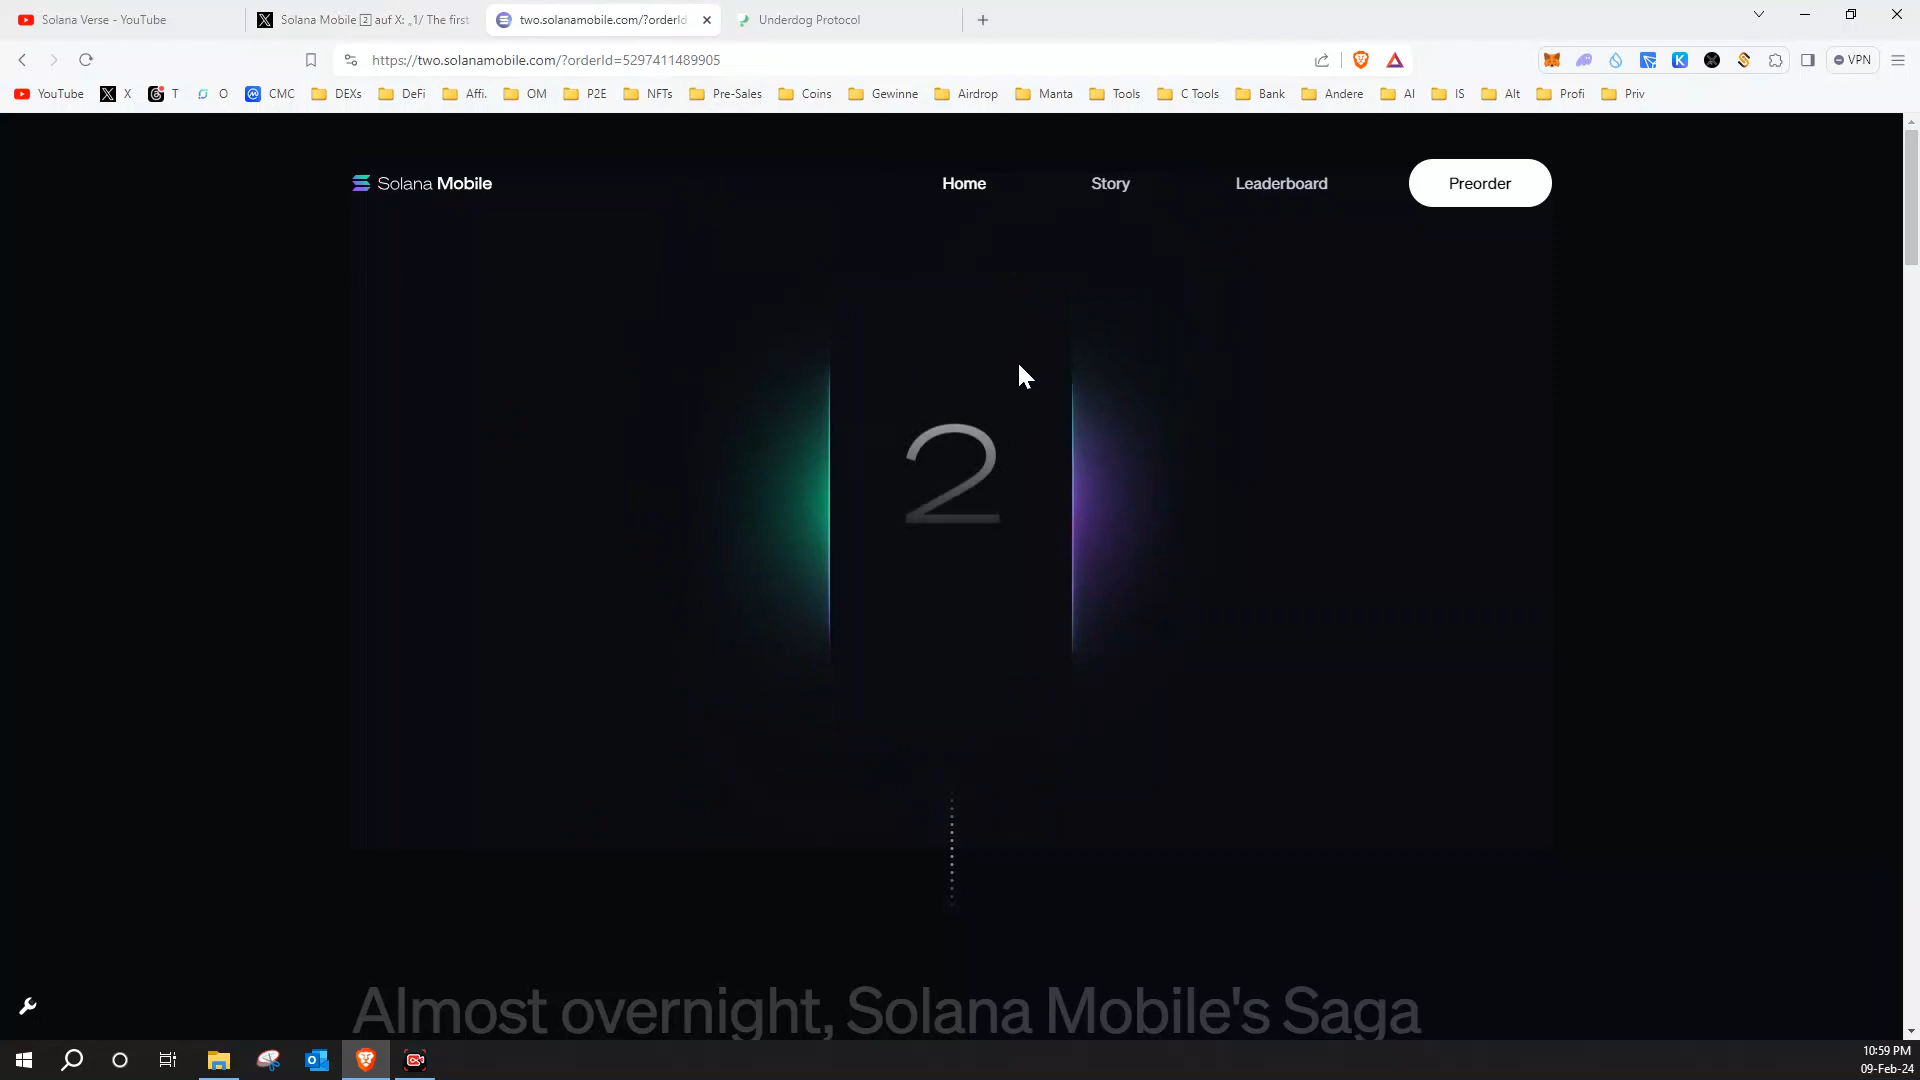 Solana Verse - YouTube
Solana Mobile 2 auf X: „1/ The first
two.solanamobile.com/?orderId
Underdog Protocol
https://two.solanamobile.com/?orderId=5297411489905
VPN
YouTube X T O CMC DEXs DeFi Affi. OM P2E NFTs Pre-Sales Coins Gewinne Airdrop Manta Tools C Tools Bank Andere AI IS Alt Profi Priv
Solana Mobile
Home Story Leaderboard Preorder
2
Almost overnight, Solana Mobile's Saga
10:59 PM
09-Feb-24